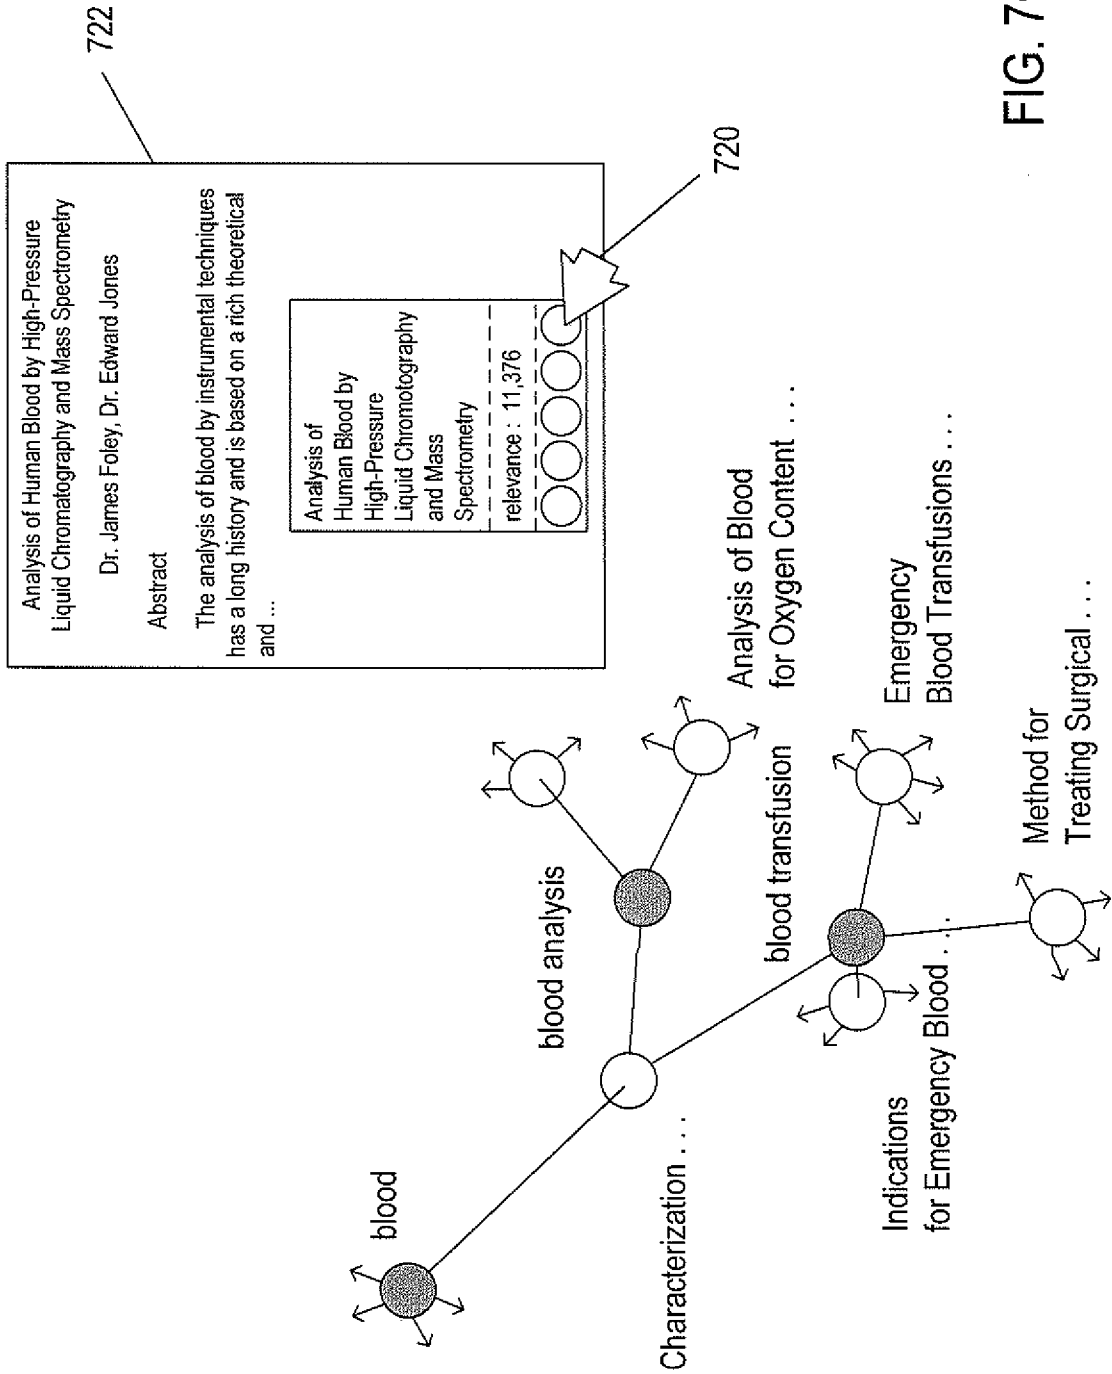 Analysis of Human Blood by High-Pressure
Liquid Chromatography and Mass Spectrometry
Dr. James Foley, Dr. Edward Jones
Abstract
The analysis of blood by instrumental techniques
has a long history and is based on a rich theoretical
and ...
722
Analysis of
Human Blood by
High-Pressure
Liquid Chromotography
and Mass
Spectrometry
relevance : 11,376
720
blood
blood analysis
Analysis of Blood
for Oxygen Content . . . .
Characterization . . .
blood transfusion
Emergency
Blood Transfusions . . .
Indications
for Emergency Blood . . .
Method for
Treating Surgical . . .
FIG. 7